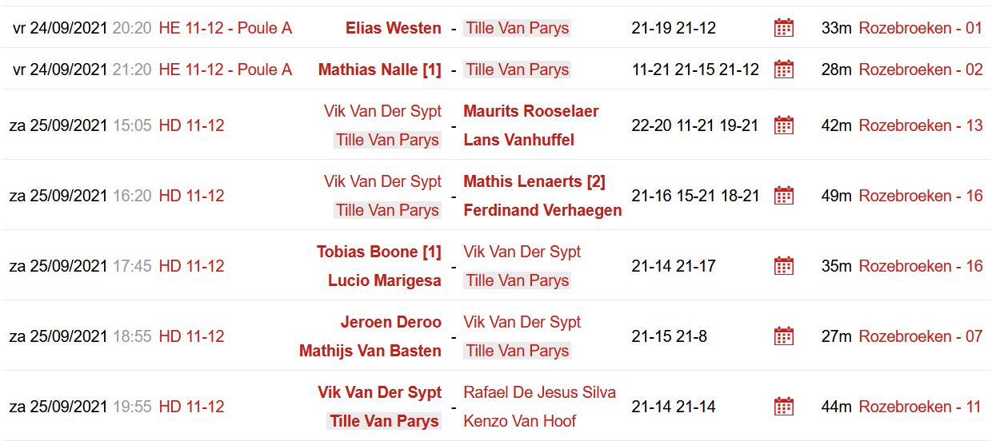 vr 24/09/2021 20:20 HE 11-12 - Poule A Elias Westen - Tille Van Parys 21-19 21-12 33m Rozebroeken - 01
vr 24/09/2021 21:20 HE 11-12 - Poule A Mathias Nalle [1] - Tille Van Parys 11-21 21-15 21-12 28m Rozebroeken - 02
Vik Van Der Sypt Maurits Rooselaer
za 25/09/2021 15:05 HD 11-12 - 22-20 11-21 19-21 42m Rozebroeken - 13
Tille Van Parys Lans Vanhuffel
Vik Van Der Sypt Mathis Lenaerts [2]
za 25/09/2021 16:20 HD 11-12 - 21-16 15-21 18-21 49m Rozebroeken - 16
Tille Van Parys Ferdinand Verhaegen
Tobias Boone [1] Vik Van Der Sypt
za 25/09/2021 17:45 HD 11-12 - 21-14 21-17 35m Rozebroeken - 16
Lucio Marigesa Tille Van Parys
Jeroen Deroo Vik Van Der Sypt
za 25/09/2021 18:55 HD 11-12 - 21-15 21-8 27m Rozebroeken - 07
Mathijs Van Basten Tille Van Parys
Vik Van Der Sypt Rafael De Jesus Silva
za 25/09/2021 19:55 HD 11-12 - 21-14 21-14 44m Rozebroeken - 11
Tille Van Parys Kenzo Van Hoof